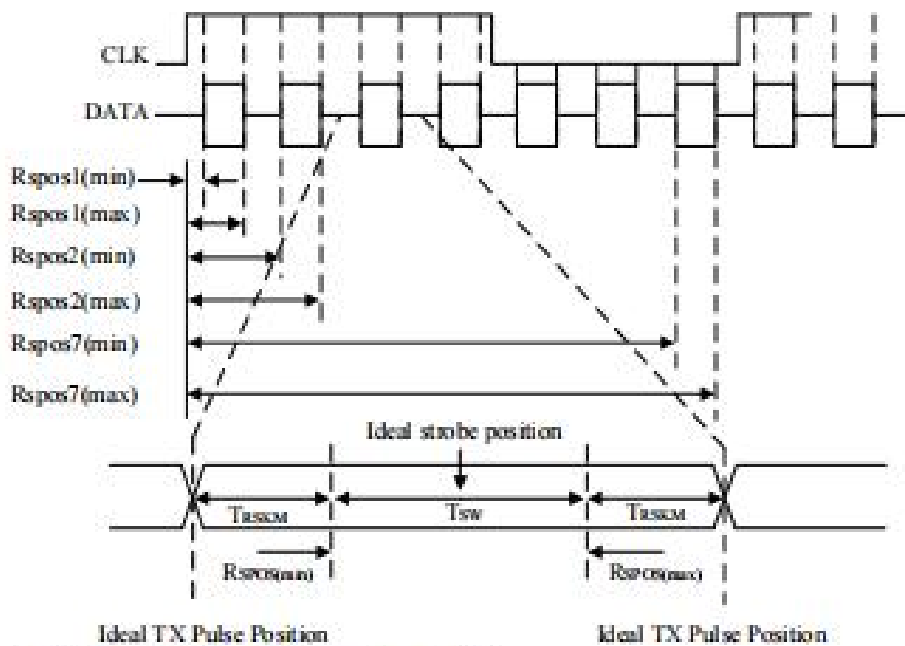 CLK
DATA
Rspos1(min)
Rspos1(max)
Rspos2(min)
Rspos2(max)
Rspos7(min)
Rspos7(max)
Ideal strobe position
TRSKM TSW TRSKM
RSPOS(min) RSPOS(max)
Ideal TX Pulse Position Ideal TX Pulse Position